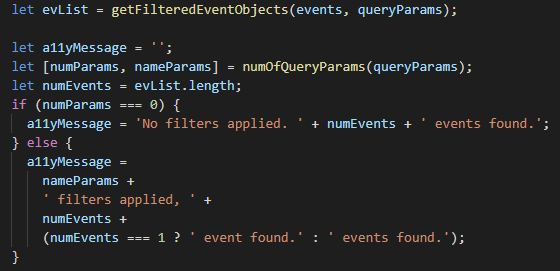 let evList = getFilteredEventObjects(events, queryParams);

let a11yMessage = '';
let [numParams, nameParams] = numOfQueryParams(queryParams);
let numEvents = evList.length;
if (numParams === 0) {
  a11yMessage = 'No filters applied. ' + numEvents + ' events found.';
} else {
  a11yMessage =
    nameParams +
    ' filters applied, ' +
    numEvents +
    (numEvents === 1 ? ' event found.' : ' events found.');
}